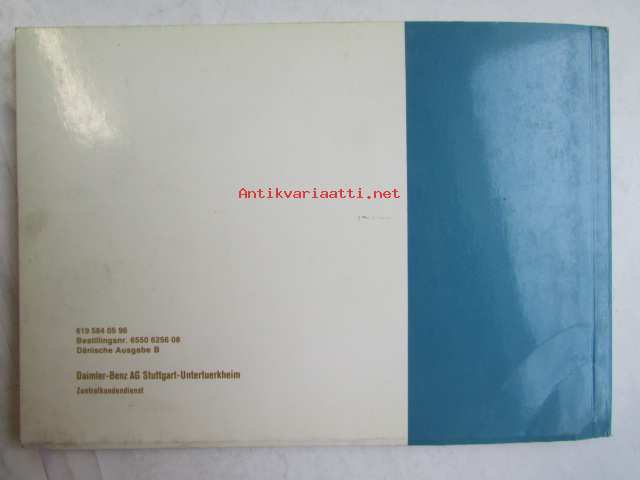 Antikvariaatti.net
619 584 05 96
Bestillingsnr. 6550 6256 08
Dänische Ausgabe B
Daimler-Benz AG Stuttgart-Untertuerkheim
Zentralkundendienst